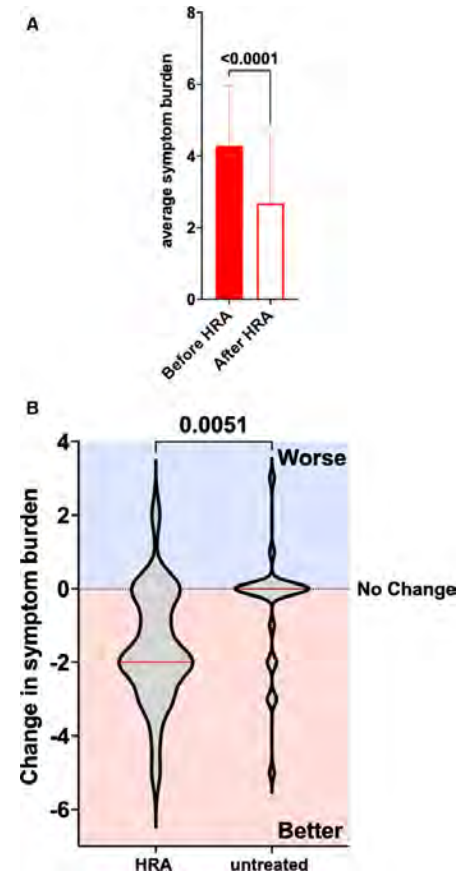 A
<0.0001
average symptom burden
8
6
4
2
0
Before HRA
After HRA
B
0.0051
Change in symptom burden
4
2
0
-2
-4
-6
Worse
No Change
Better
HRA
untreated